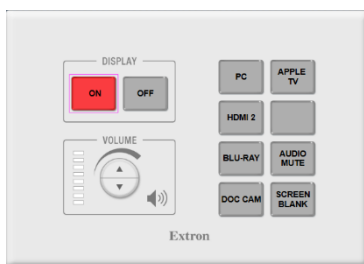 DISPLAY
ON
OFF
VOLUME
PC
APPLE
TV
HDMI 2
BLU-RAY
AUDIO
MUTE
DOC CAM
SCREEN
BLANK
Extron